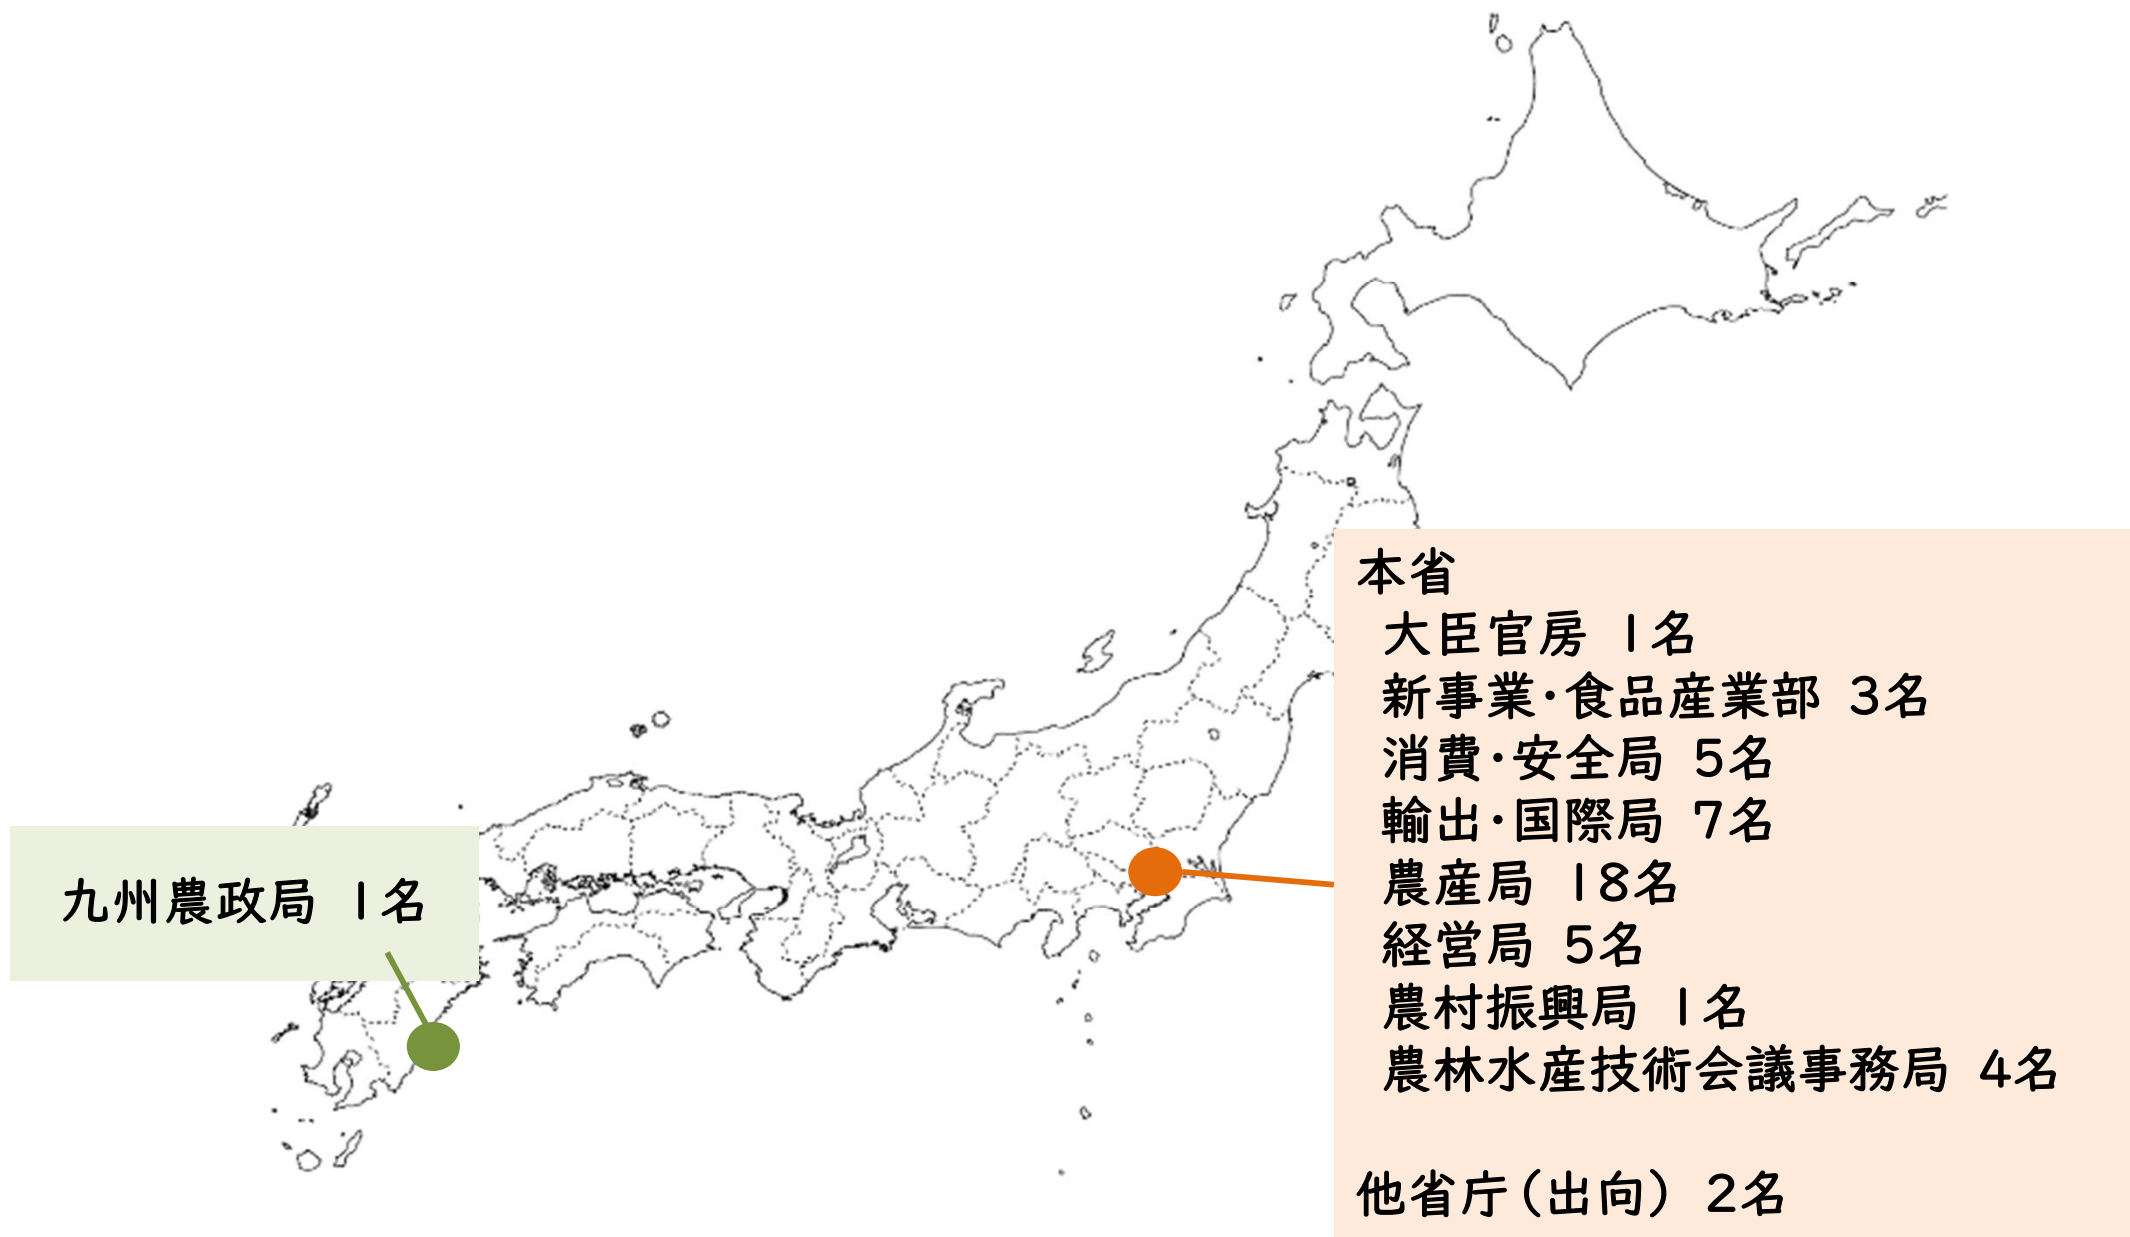 本省
大臣官房 1名
新事業・食品産業部 3名
消費・安全局 5名
輸出・国際局 7名
農産局 18名
経営局 5名
農村振興局 1名
農林水産技術会議事務局 4名
他省庁(出向) 2名
九州農政局 1名